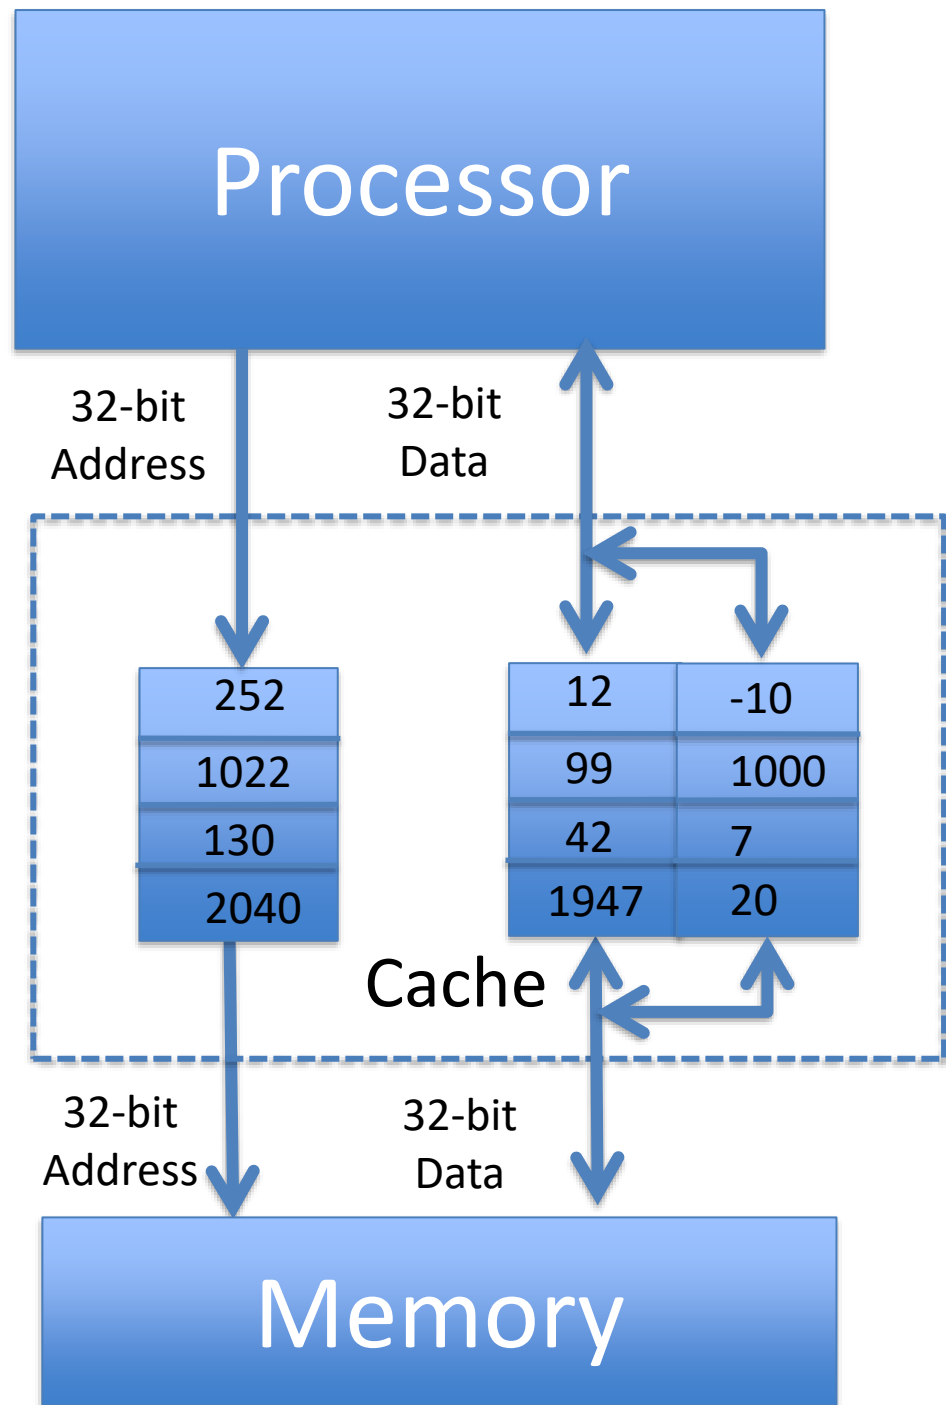 Processor
32-bit
Address
32-bit
Data
252
12
-10
1022
99
1000
130
42
7
2040
1947
20
Cache
32-bit
Address
32-bit
Data
Memory